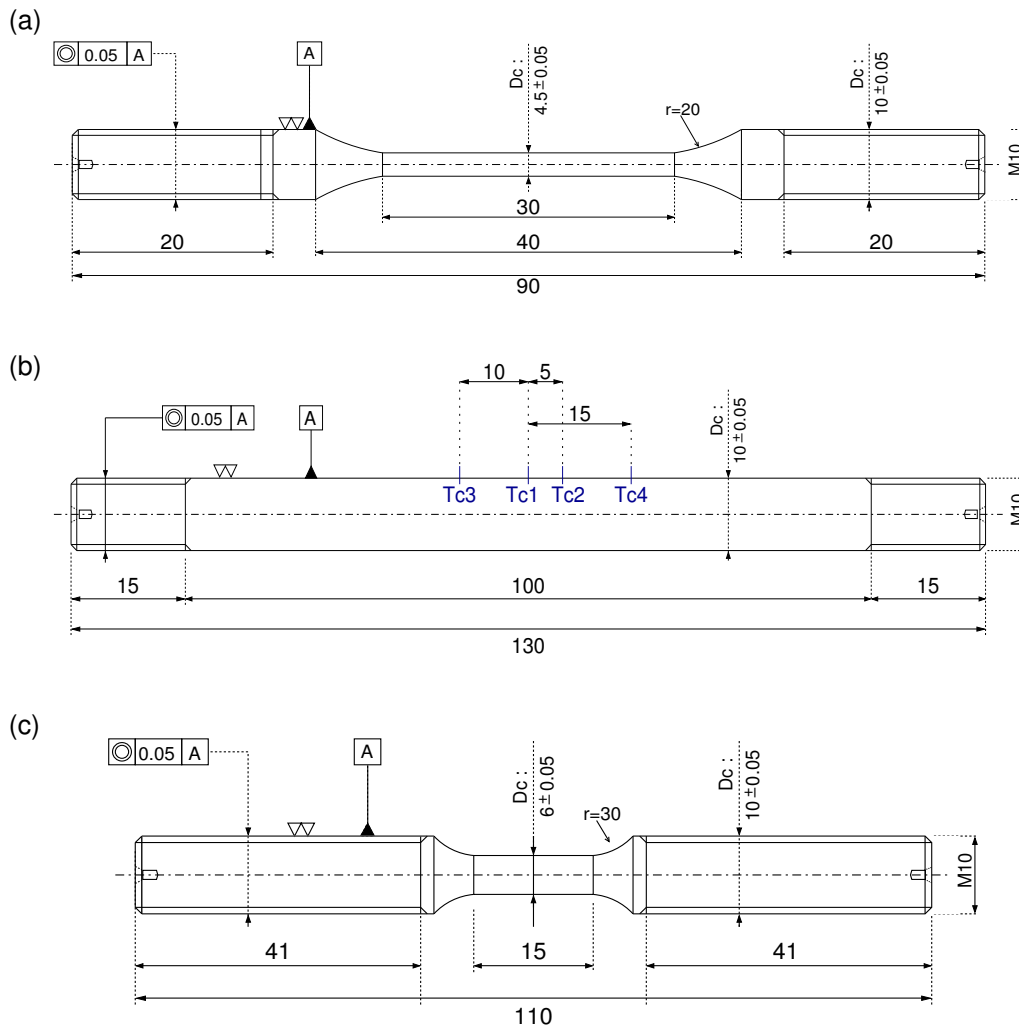 (a)
◎ 0.05 A
A
Dc :
4.5±0.05
r=20
Dc :
10±0.05
M10
30
20
40
20
90
(b)
10
5
15
◎ 0.05 A
A
Dc :
10±0.05
Tc3
Tc1
Tc2
Tc4
M10
15
100
15
130
(c)
◎ 0.05 A
A
Dc :
6±0.05
r=30
Dc :
10±0.05
M10
41
15
41
110